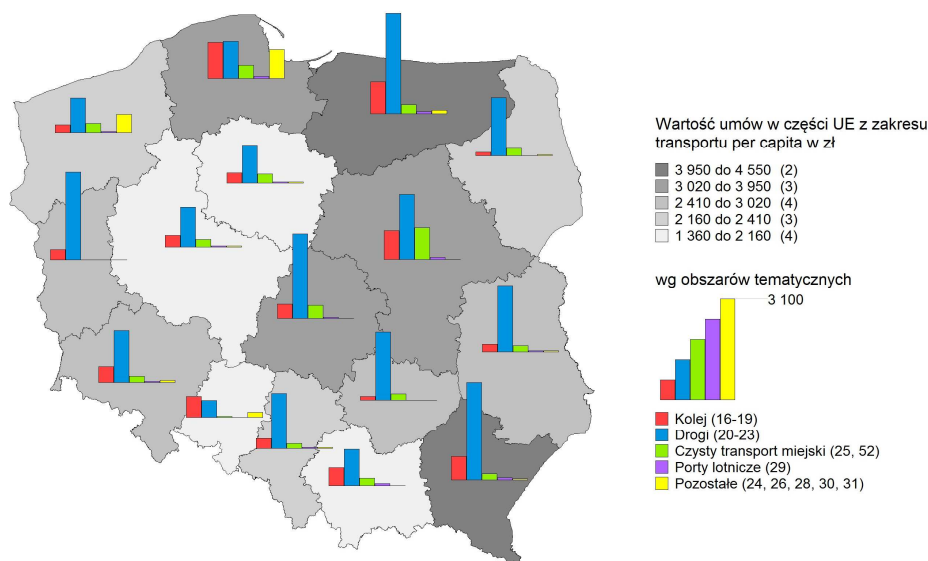 Wartość umów w części UE z zakresu
transportu per capita w zł
3 950 do 4 550 (2)
3 020 do 3 950 (3)
2 410 do 3 020 (4)
2 160 do 2 410 (3)
1 360 do 2 160 (4)
wg obszarów tematycznych
3 100
Kolej (16-19)
Drogi (20-23)
Czysty transport miejski (25, 52)
Porty lotnicze (29)
Pozostałe (24, 26, 28, 30, 31)